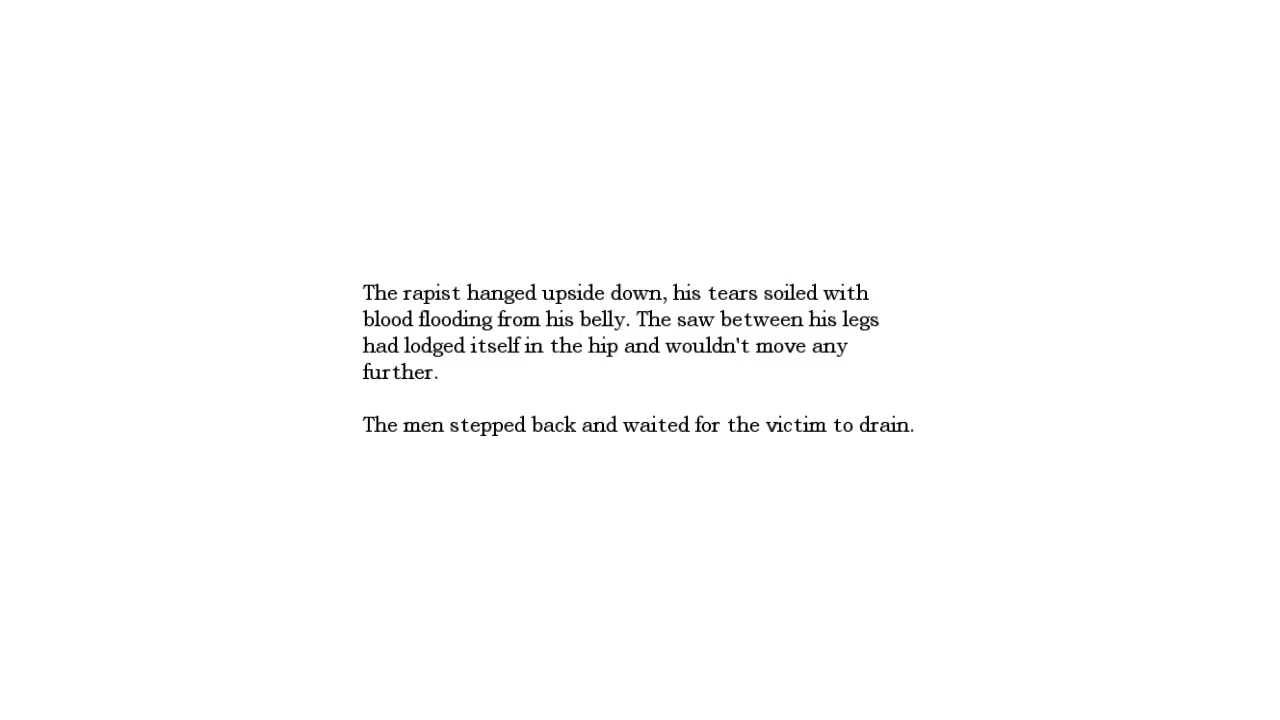 The rapist hanged upside down, his tears soiled with
blood flooding from his belly. The saw between his legs
had lodged itself in the hip and wouldn't move any
further.
The men stepped back and waited for the victim to drain.